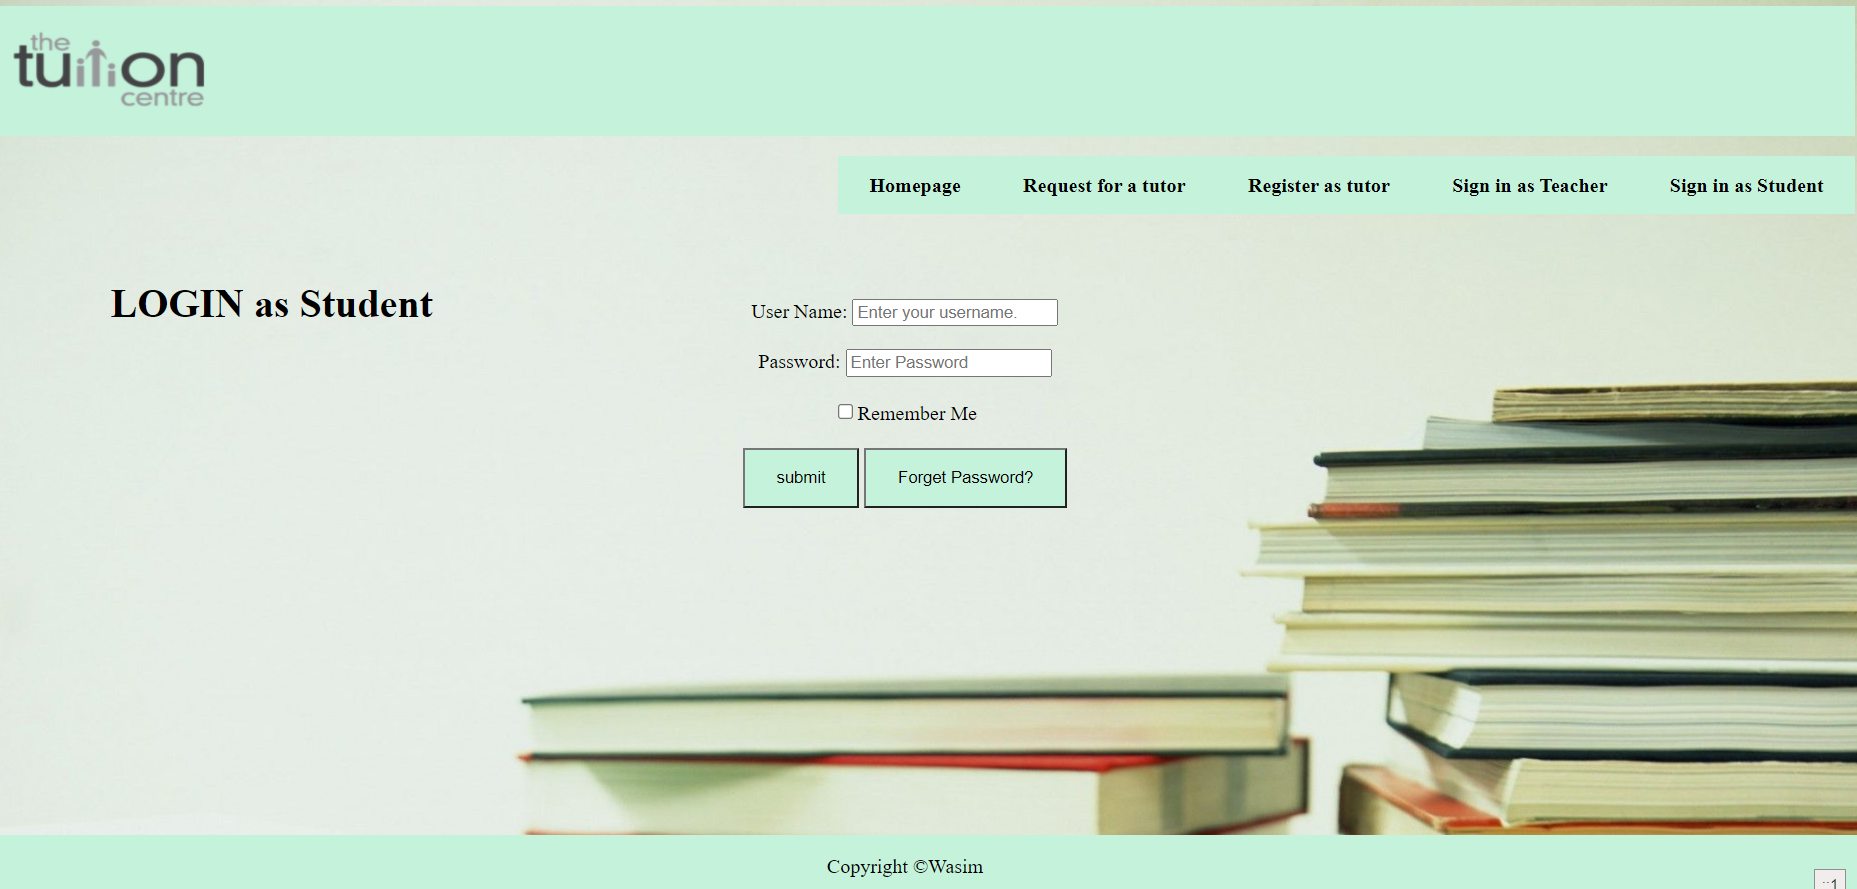 the
tuition
centre
Homepage Request for a tutor Register as tutor Sign in as Teacher Sign in as Student
LOGIN as Student
User Name: Enter your username.
Password: Enter Password
Remember Me
submit Forget Password?
Copyright ©Wasim
::1